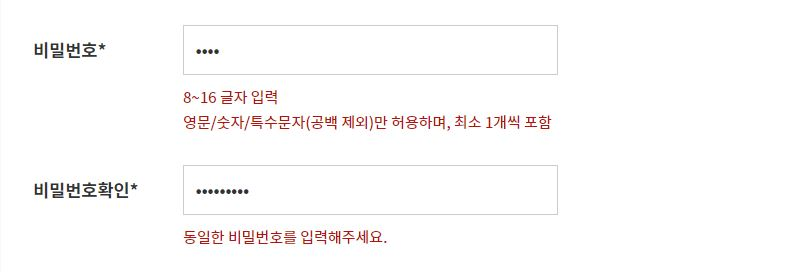 비밀번호*
••••
8~16 글자 입력
영문/숫자/특수문자(공백 제외)만 허용하며, 최소 1개씩 포함
비밀번호확인*
•••••••••
동일한 비밀번호를 입력해주세요.